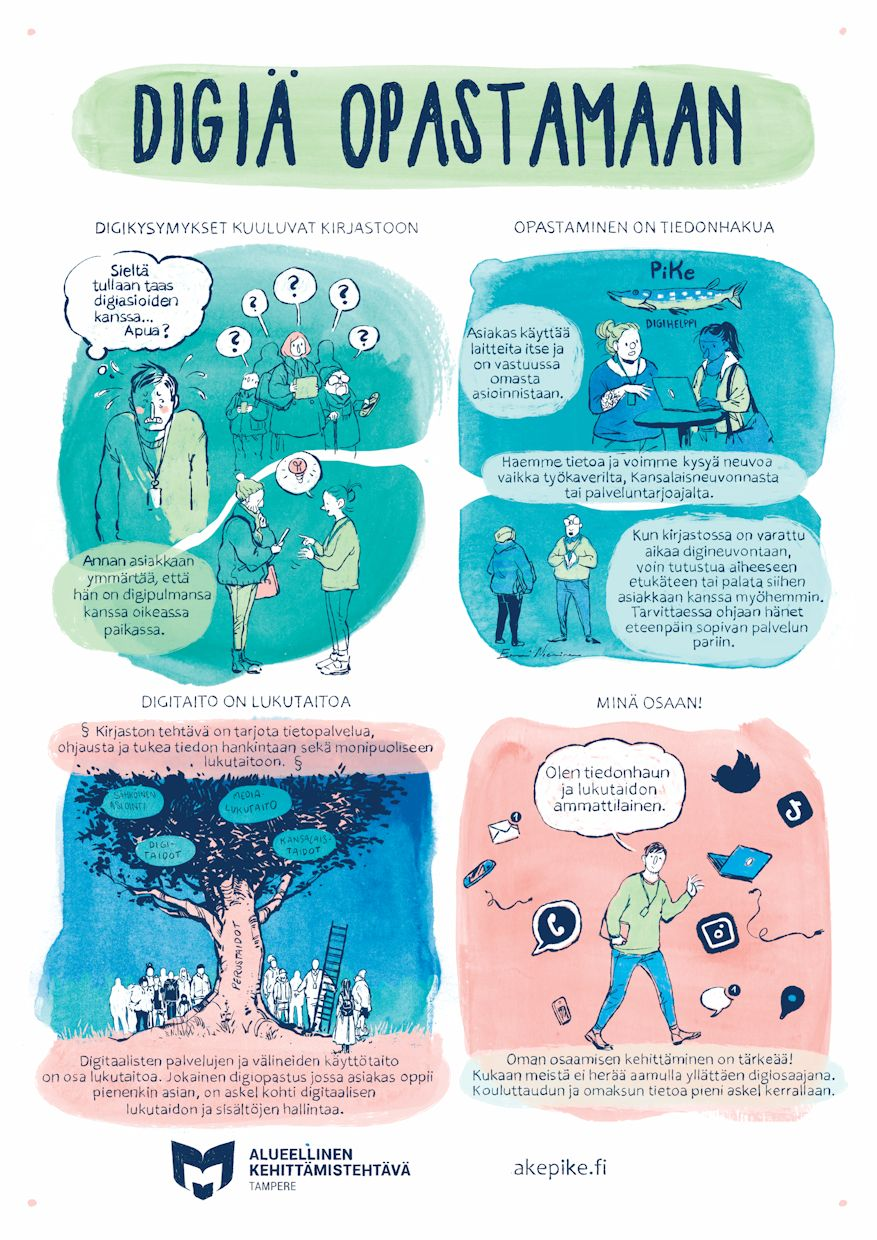 DIGIÄ OPASTAMAAN
DIGIKYSYMYKSET KUULUVAT KIRJASTOON
Sieltä
tullaan taas
digiasioiden
kanssa...
Apua?
?
?
?
?
?
Annan asiakkaan
ymmärtää, että
hän on digipulmansa
kanssa oikeassa
paikassa.
OPASTAMINEN ON TIEDONHAKUA
PiKe
DIGIHELPPI
Asiakas käyttää
laitteita itse ja
on vastuussa
omasta
asioinnistaan.
Haemme tietoa ja voimme kysyä neuvoa
vaikka työkaverilta, Kansalaisneuvonnasta
tai palveluntarjoajalta.
Kun kirjastossa on varattu
aikaa digineuvontaan,
voin tutustua aiheeseen
etukäteen tai palata siihen
asiakkaan kanssa myöhemmin.
Tarvittaessa ohjaan hänet
eteenpäin sopivan palvelun
pariin.
DIGITAITO ON LUKUTAITOA
§ Kirjaston tehtävä on tarjota tietopalvelua,
ohjausta ja tukea tiedon hankintaan sekä monipuoliseen
lukutaitoon. §
SÄHKÖINEN
ASIOINTI
MEDIA
LUKUTAITO
DIGI-
TAIDOT
KANSALAIS-
TAIDOT
PERUSTAIDOT
Digitaalisten palvelujen ja välineiden käyttötaito
on osa lukutaitoa. Jokainen digiopastus jossa asiakas oppii
pienenkin asian, on askel kohti digitaalisen
lukutaidon ja sisältöjen hallintaa.
MINÄ OSAAN!
Olen tiedonhaun
ja lukutaidon
ammattilainen.
1
1
Oman osaamisen kehittäminen on tärkeää!
Kukaan meistä ei herää aamulla yllättäen digiosaajana.
Kouluttaudun ja omaksun tietoa pieni askel kerrallaan.
ALUEELLINEN
KEHITTÄMISTEHTÄVÄ
TAMPERE
akepike.fi